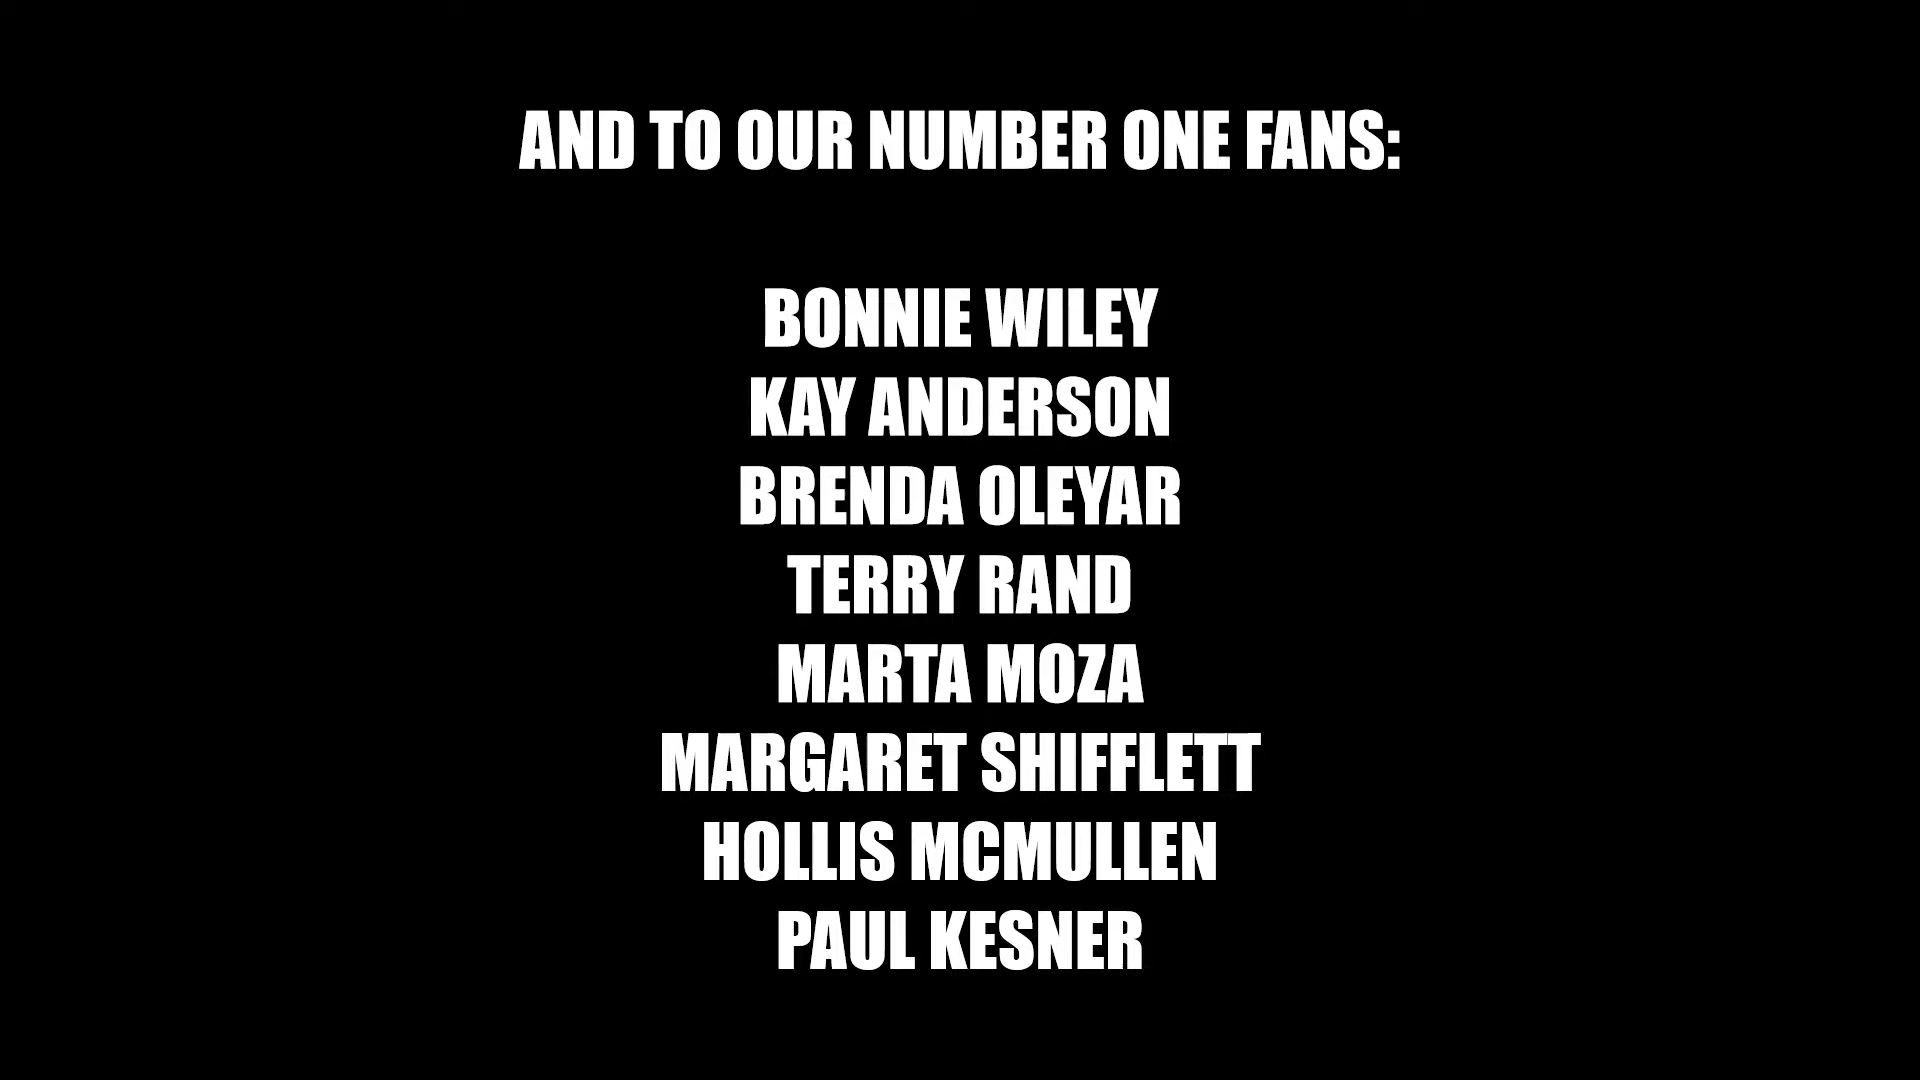 AND TO OUR NUMBER ONE FANS:
BONNIE WILEY
KAY ANDERSON
BRENDA OLEYAR
TERRY RAND
MARTA MOZA
MARGARET SHIFFLETT
HOLLIS MCMULLEN
PAUL KESNER